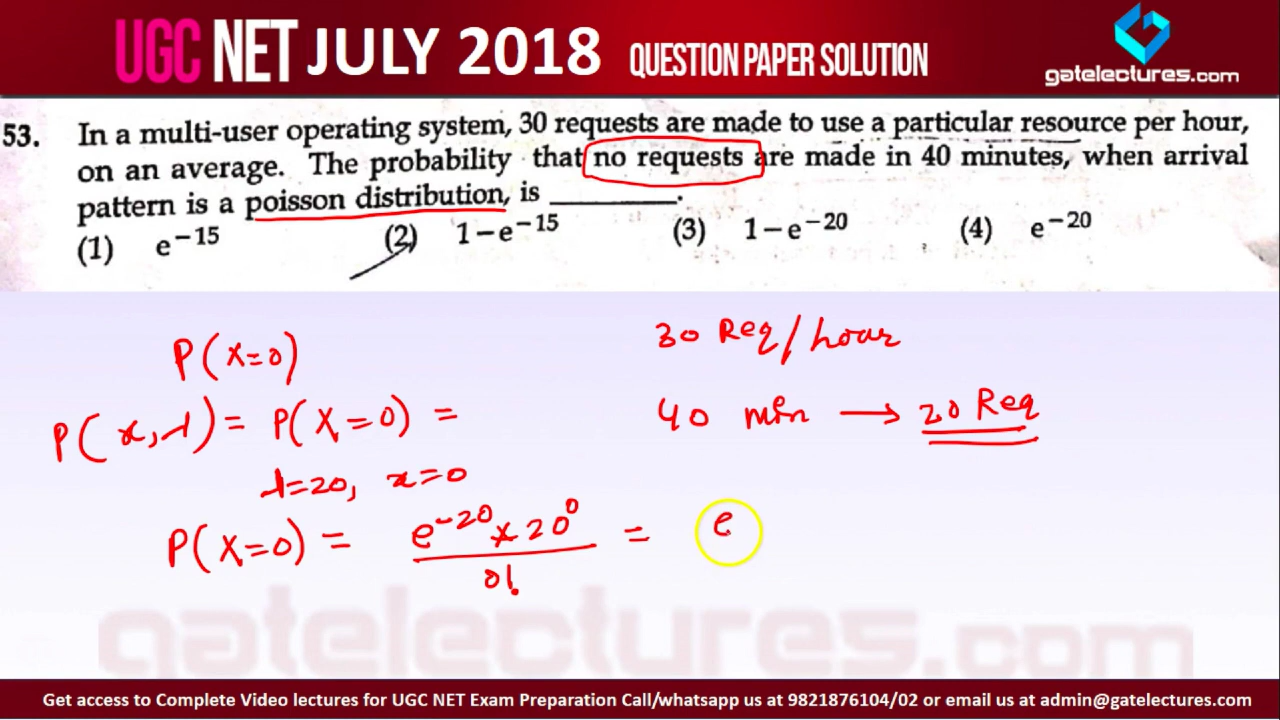 UGC NET JULY 2018 QUESTION PAPER SOLUTION
gatelectures.com
53. In a multi-user operating system, 30 requests are made to use a particular resource per hour,
on an average. The probability that no requests are made in 40 minutes, when arrival
pattern is a poisson distribution, is ________.
(1) e⁻¹⁵ (2) 1−e⁻¹⁵ (3) 1−e⁻²⁰ (4) e⁻²⁰
P(X=0)
30 Req/hour
P(x,λ) = P(X=0) =
40 min → 20 Req
λ=20, x=0
P(X=0) = e⁻²⁰ × 20⁰ = e
0!
gatelectures.com
Get access to Complete Video lectures for UGC NET Exam Preparation Call/whatsapp us at 9821876104/02 or email us at admin@gatelectures.com